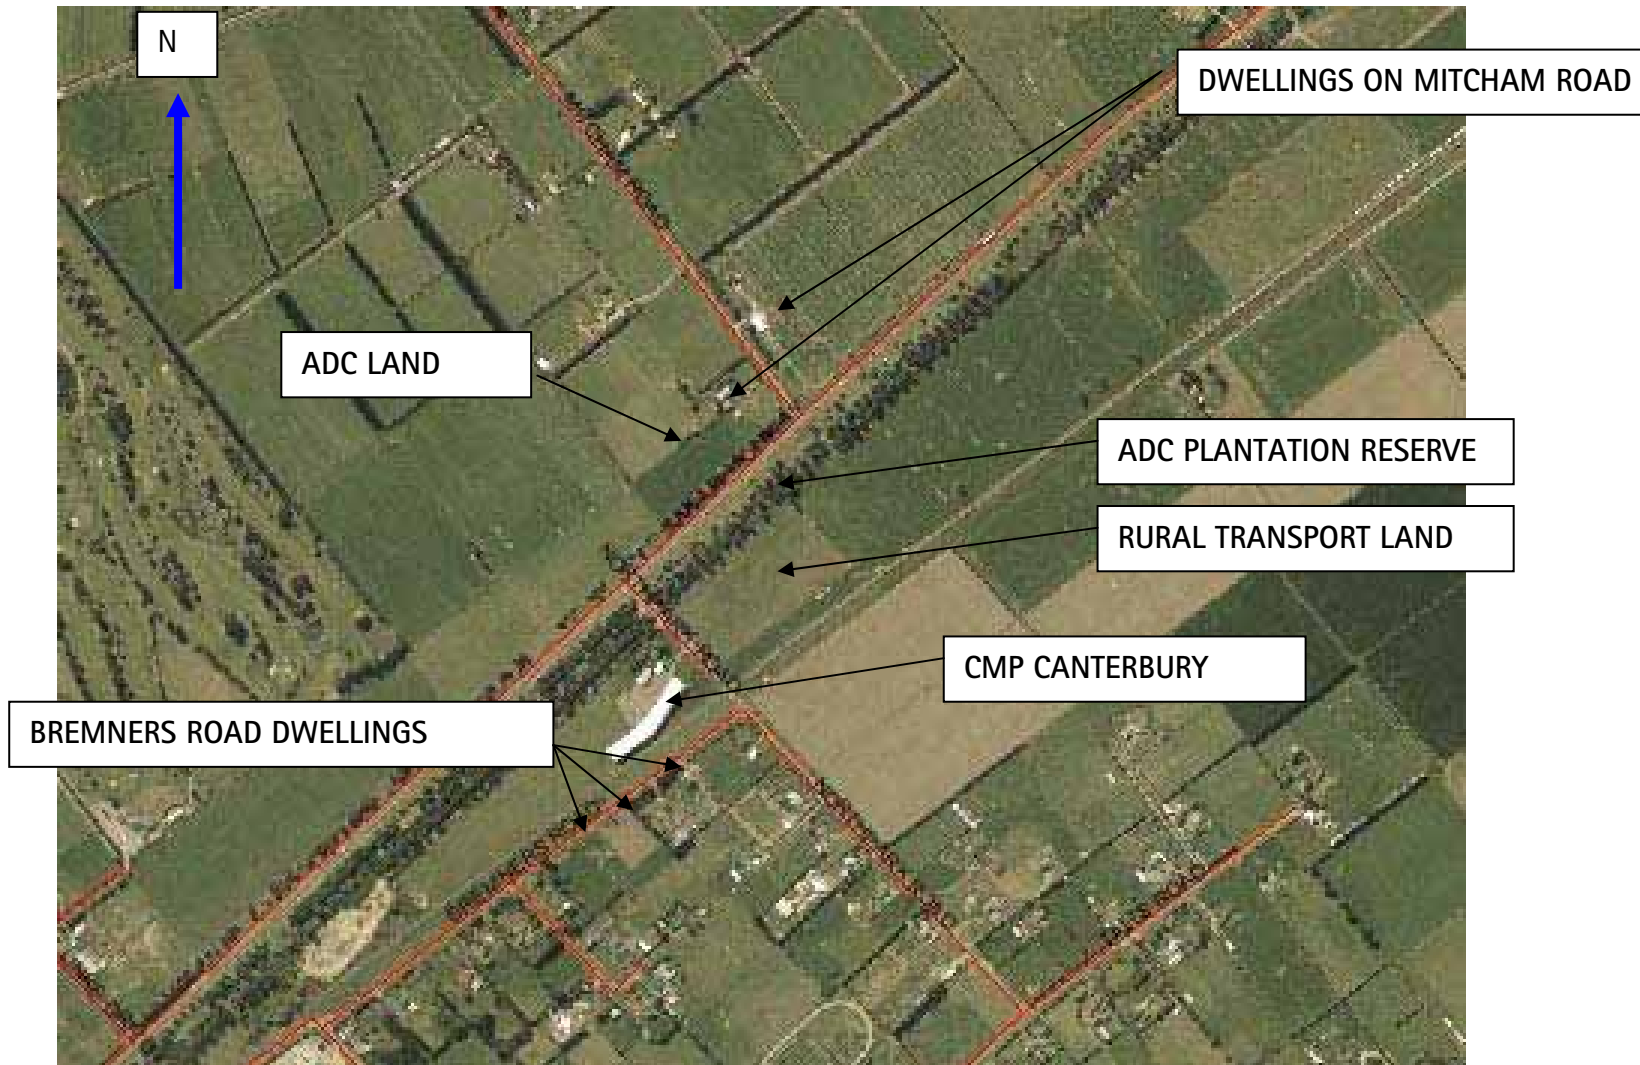 N
DWELLINGS ON MITCHAM ROAD
ADC LAND
ADC PLANTATION RESERVE
RURAL TRANSPORT LAND
CMP CANTERBURY
BREMNERS ROAD DWELLINGS